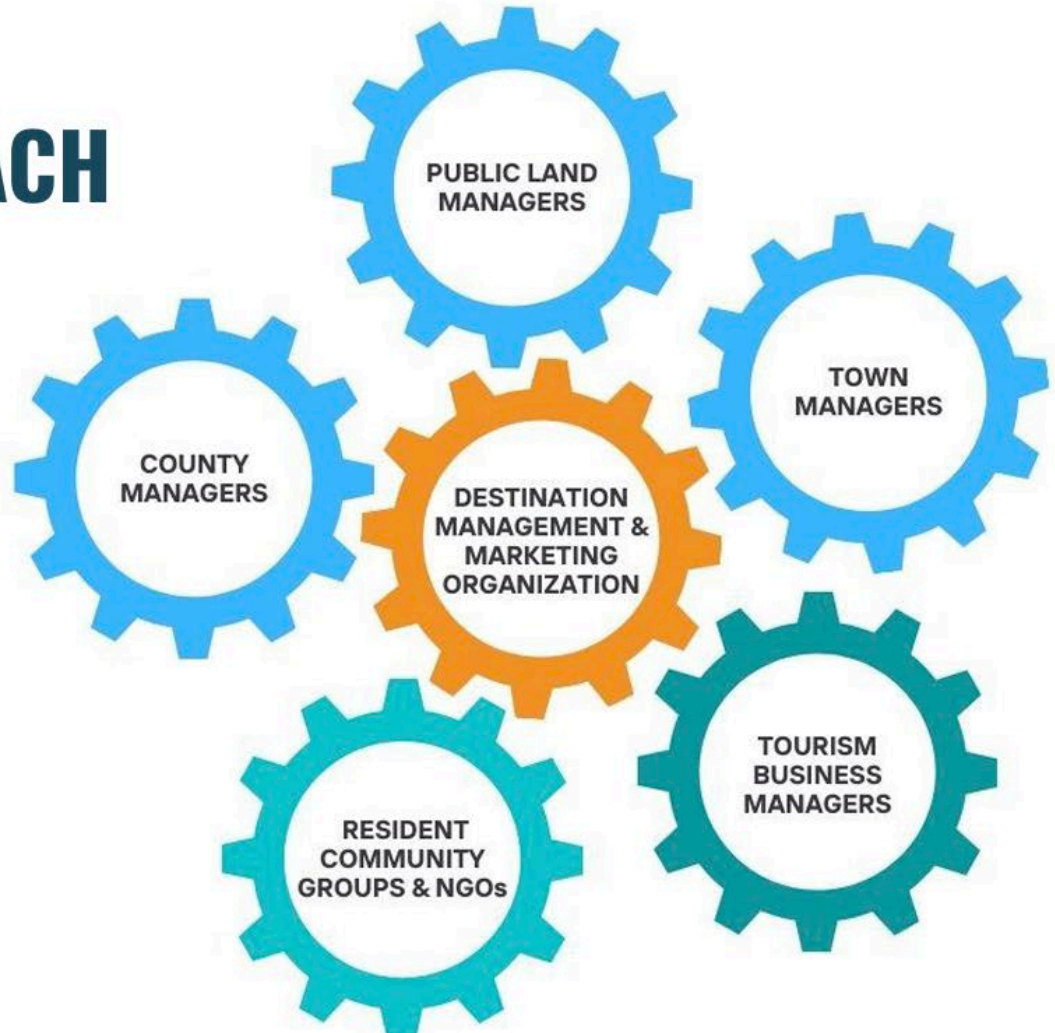 ACH
PUBLIC LAND
MANAGERS
TOWN
MANAGERS
COUNTY
MANAGERS
DESTINATION
MANAGEMENT &
MARKETING
ORGANIZATION
TOURISM
BUSINESS
MANAGERS
RESIDENT
COMMUNITY
GROUPS & NGOs